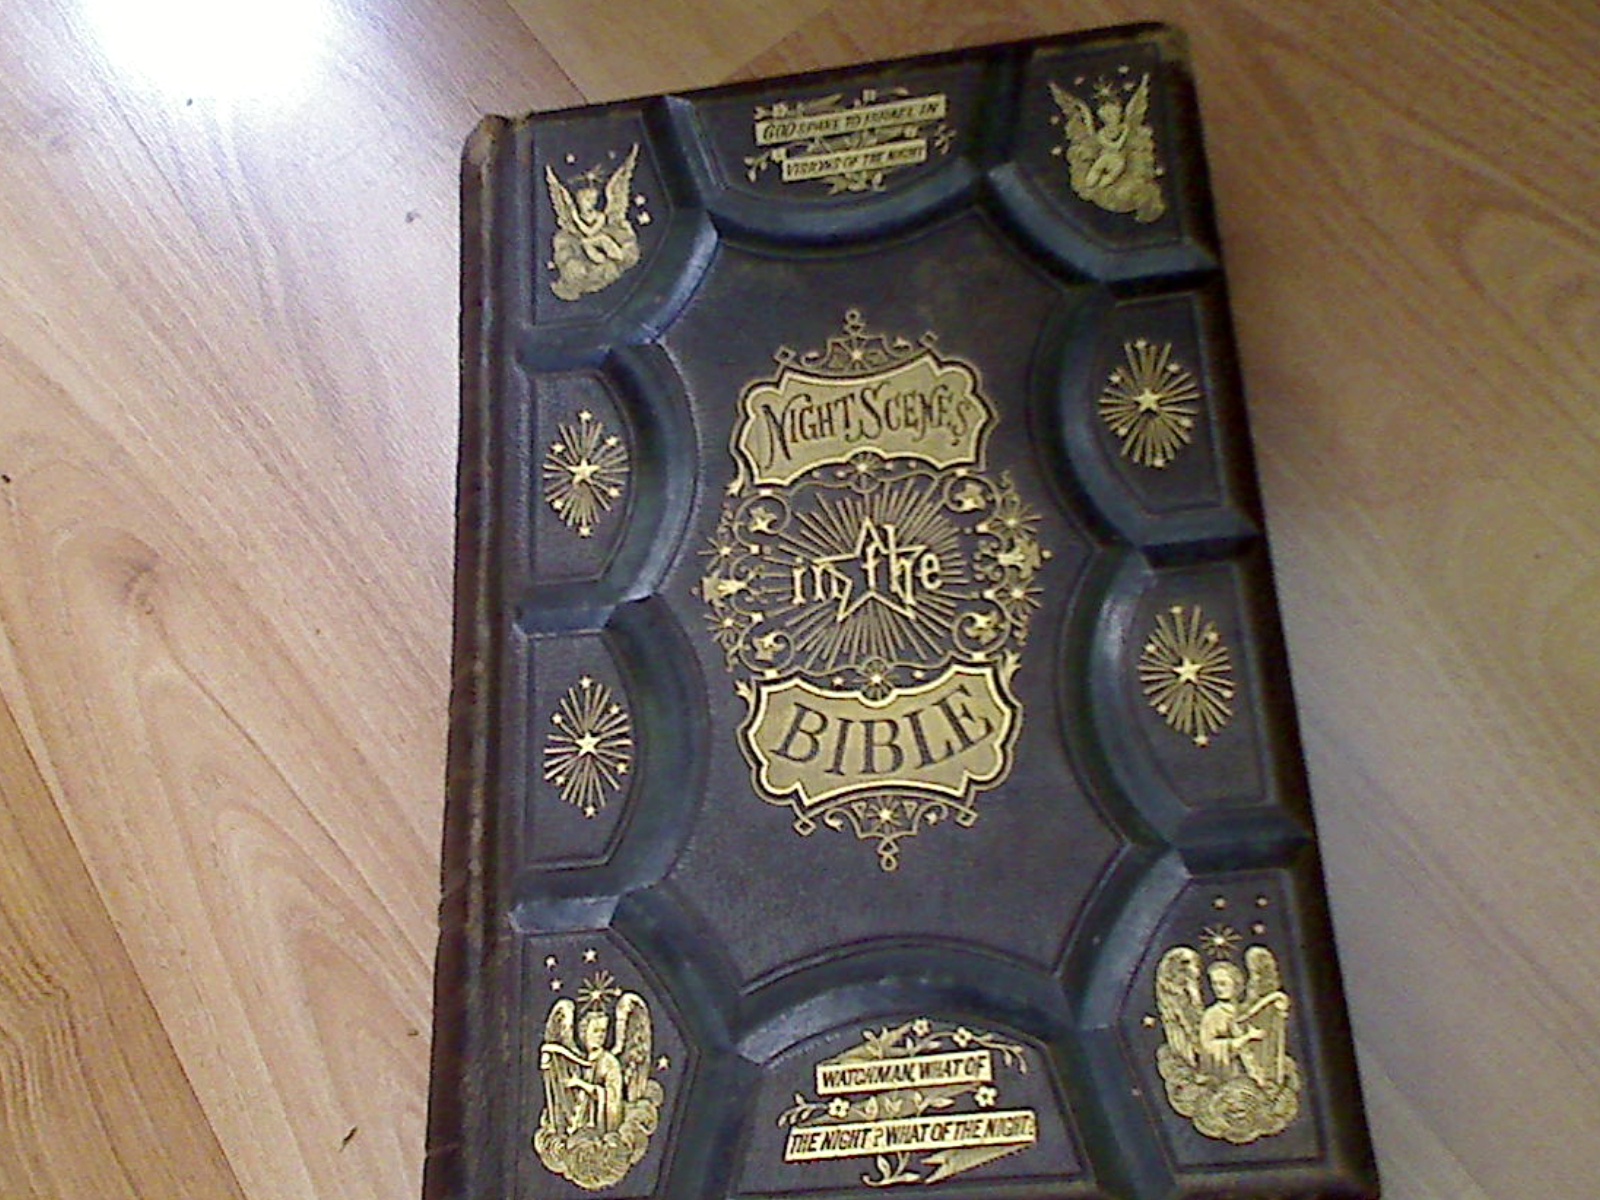 GOD SPAKE TO ISRAEL IN
VISIONS OF THE NIGHT
NIGHT SCENES
in the
BIBLE
WATCHMAN, WHAT OF
THE NIGHT? WHAT OF THE NIGHT?